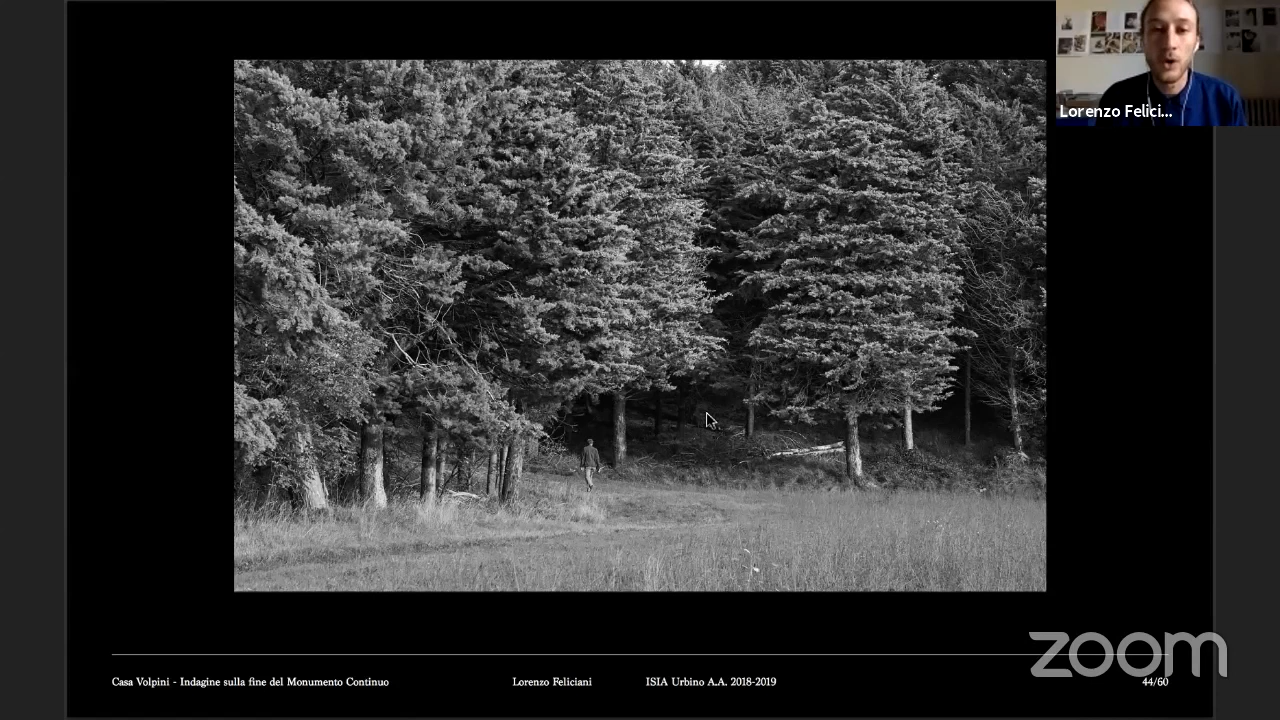 Lorenzo Felici...
zoom
Casa Volpini - Indagine sulla fine del Monumento Continuo Lorenzo Feliciani ISIA Urbino A.A. 2018-2019 44/60